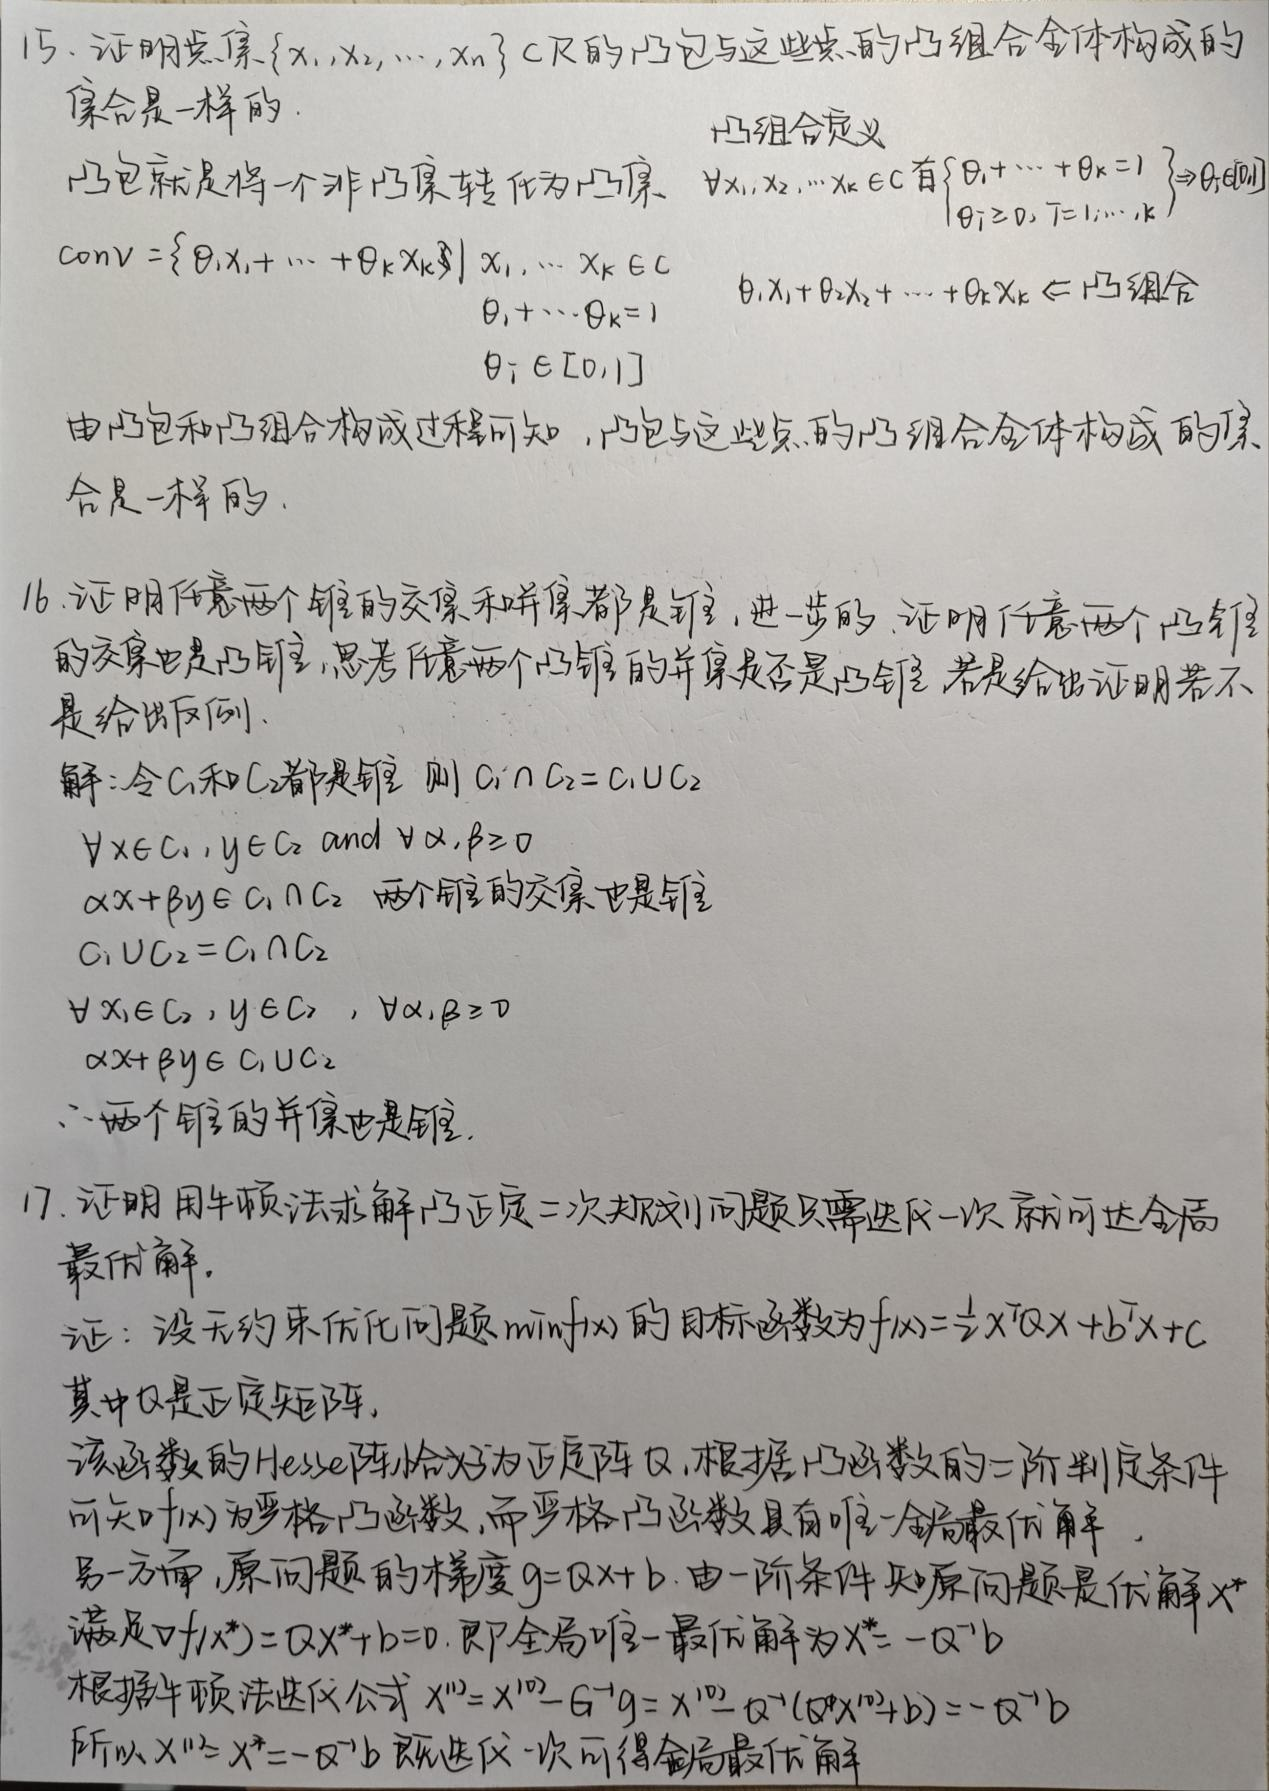 15. 证明点集{x₁,x₂,…,xn}⊂R的凸包与这些点的凸组合全体构成的
集合是一样的.
凸包就是将一个非凸集转化为凸集
conv={θ₁x₁+…+θₖxₖ}| x₁,…xₖ∈C
θ₁+…θₖ=1
θᵢ∈[0,1]
凸组合定义
∀x₁,x₂,…xₖ∈C 有{θ₁+…+θₖ=1
θᵢ≥0, i=1,…,k}⇒θᵢ∈[0,1]
θ₁x₁+θ₂x₂+…+θₖxₖ⇐凸组合
由凸包和凸组合构成过程可知,凸包与这些点的凸组合全体构成的集
合是一样的.
16.证明任意两个锥的交集和并集都是锥,进一步的,证明任意两个凸锥
的交集也是凸锥,思考任意两个凸锥的并集是否是凸锥,若是给出证明若不
是给出反例.
解:令C₁和C₂都是锥 则 C₁∩C₂=C₁∪C₂
∀x∈C₁,y∈C₂ and ∀α,β≥0
αx+βy∈C₁∩C₂ 两个锥的交集也是锥
C₁∪C₂=C₁∩C₂
∀x₁∈C₂,y∈C₂,∀α,β≥0
αx+βy∈C₁∪C₂
∴两个锥的并集也是锥.
17.证明用牛顿法求解凸正定二次规划问题只需迭代一次就可达全局
最优解.
证:设无约束优化问题minf(x)的目标函数为f(x)=½xᵀQx+bᵀx+c
其中Q是正定矩阵,
该函数的Hesse阵恰好为正定阵Q,根据凸函数的二阶判定条件
可知f(x)为严格凸函数,而严格凸函数具有唯一全局最优解.
另一方面,原问题的梯度g=Qx+b.由一阶条件知原问题是优解x*
满足∇f(x*)=Qx*+b=0.即全局唯一最优解为x*=-Q⁻¹b
根据牛顿法迭代公式x⁽¹⁾=x⁽⁰⁾-G⁻¹g=x⁽⁰⁾-Q⁻¹(Qx⁽⁰⁾+b)=-Q⁻¹b
所以x⁽¹⁾=x*=-Q⁻¹b 既迭代一次可得全局最优解